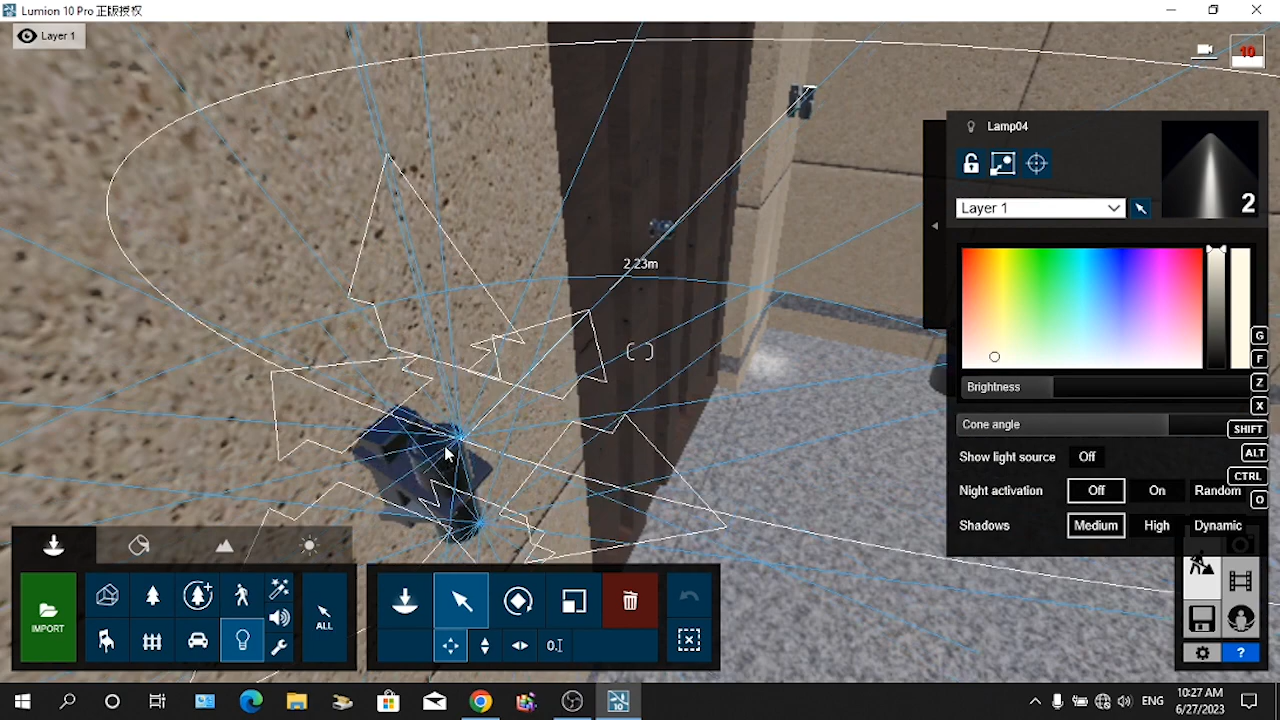 Lumion 10 Pro 正版授权
Layer 1
10
Lamp04
2
Layer 1
2.23m
G
F
Z
X
Brightness
SHIFT
Cone angle
ALT
Show light source Off
CTRL
Night activation Off On Random
O
Shadows Medium High Dynamic
IMPORT
ALL
?
ENG
10:27 AM
6/27/2023
10